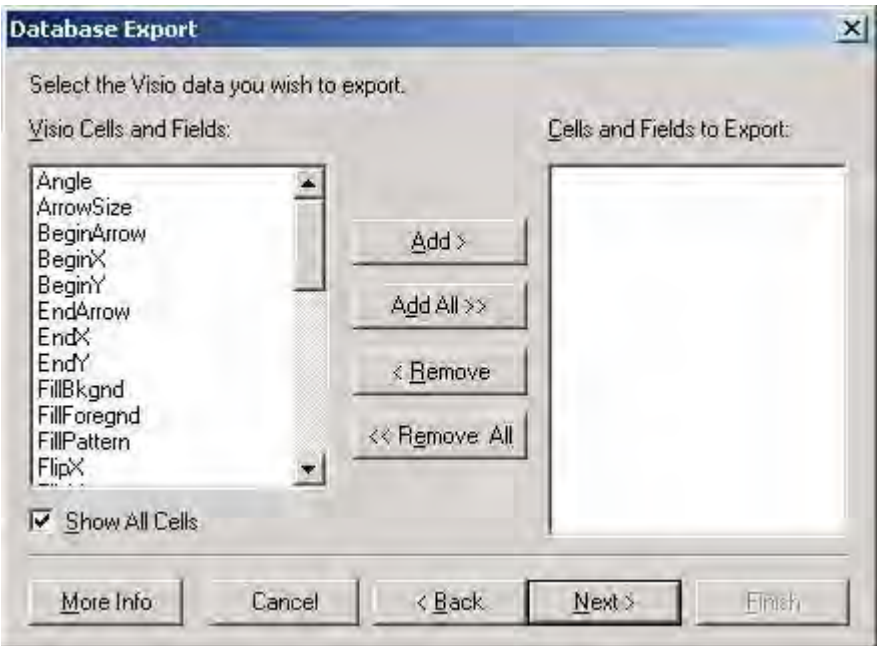 Database Export
Select the Visio data you wish to export.
Visio Cells and Fields:
Cells and Fields to Export:
Angle
ArrowSize
BeginArrow
BeginX
BeginY
EndArrow
EndX
EndY
FillBkgnd
FillForegnd
FillPattern
FlipX
Add >
Add All >>
< Remove
<< Remove All
Show All Cells
More Info
Cancel
< Back
Next >
Finish